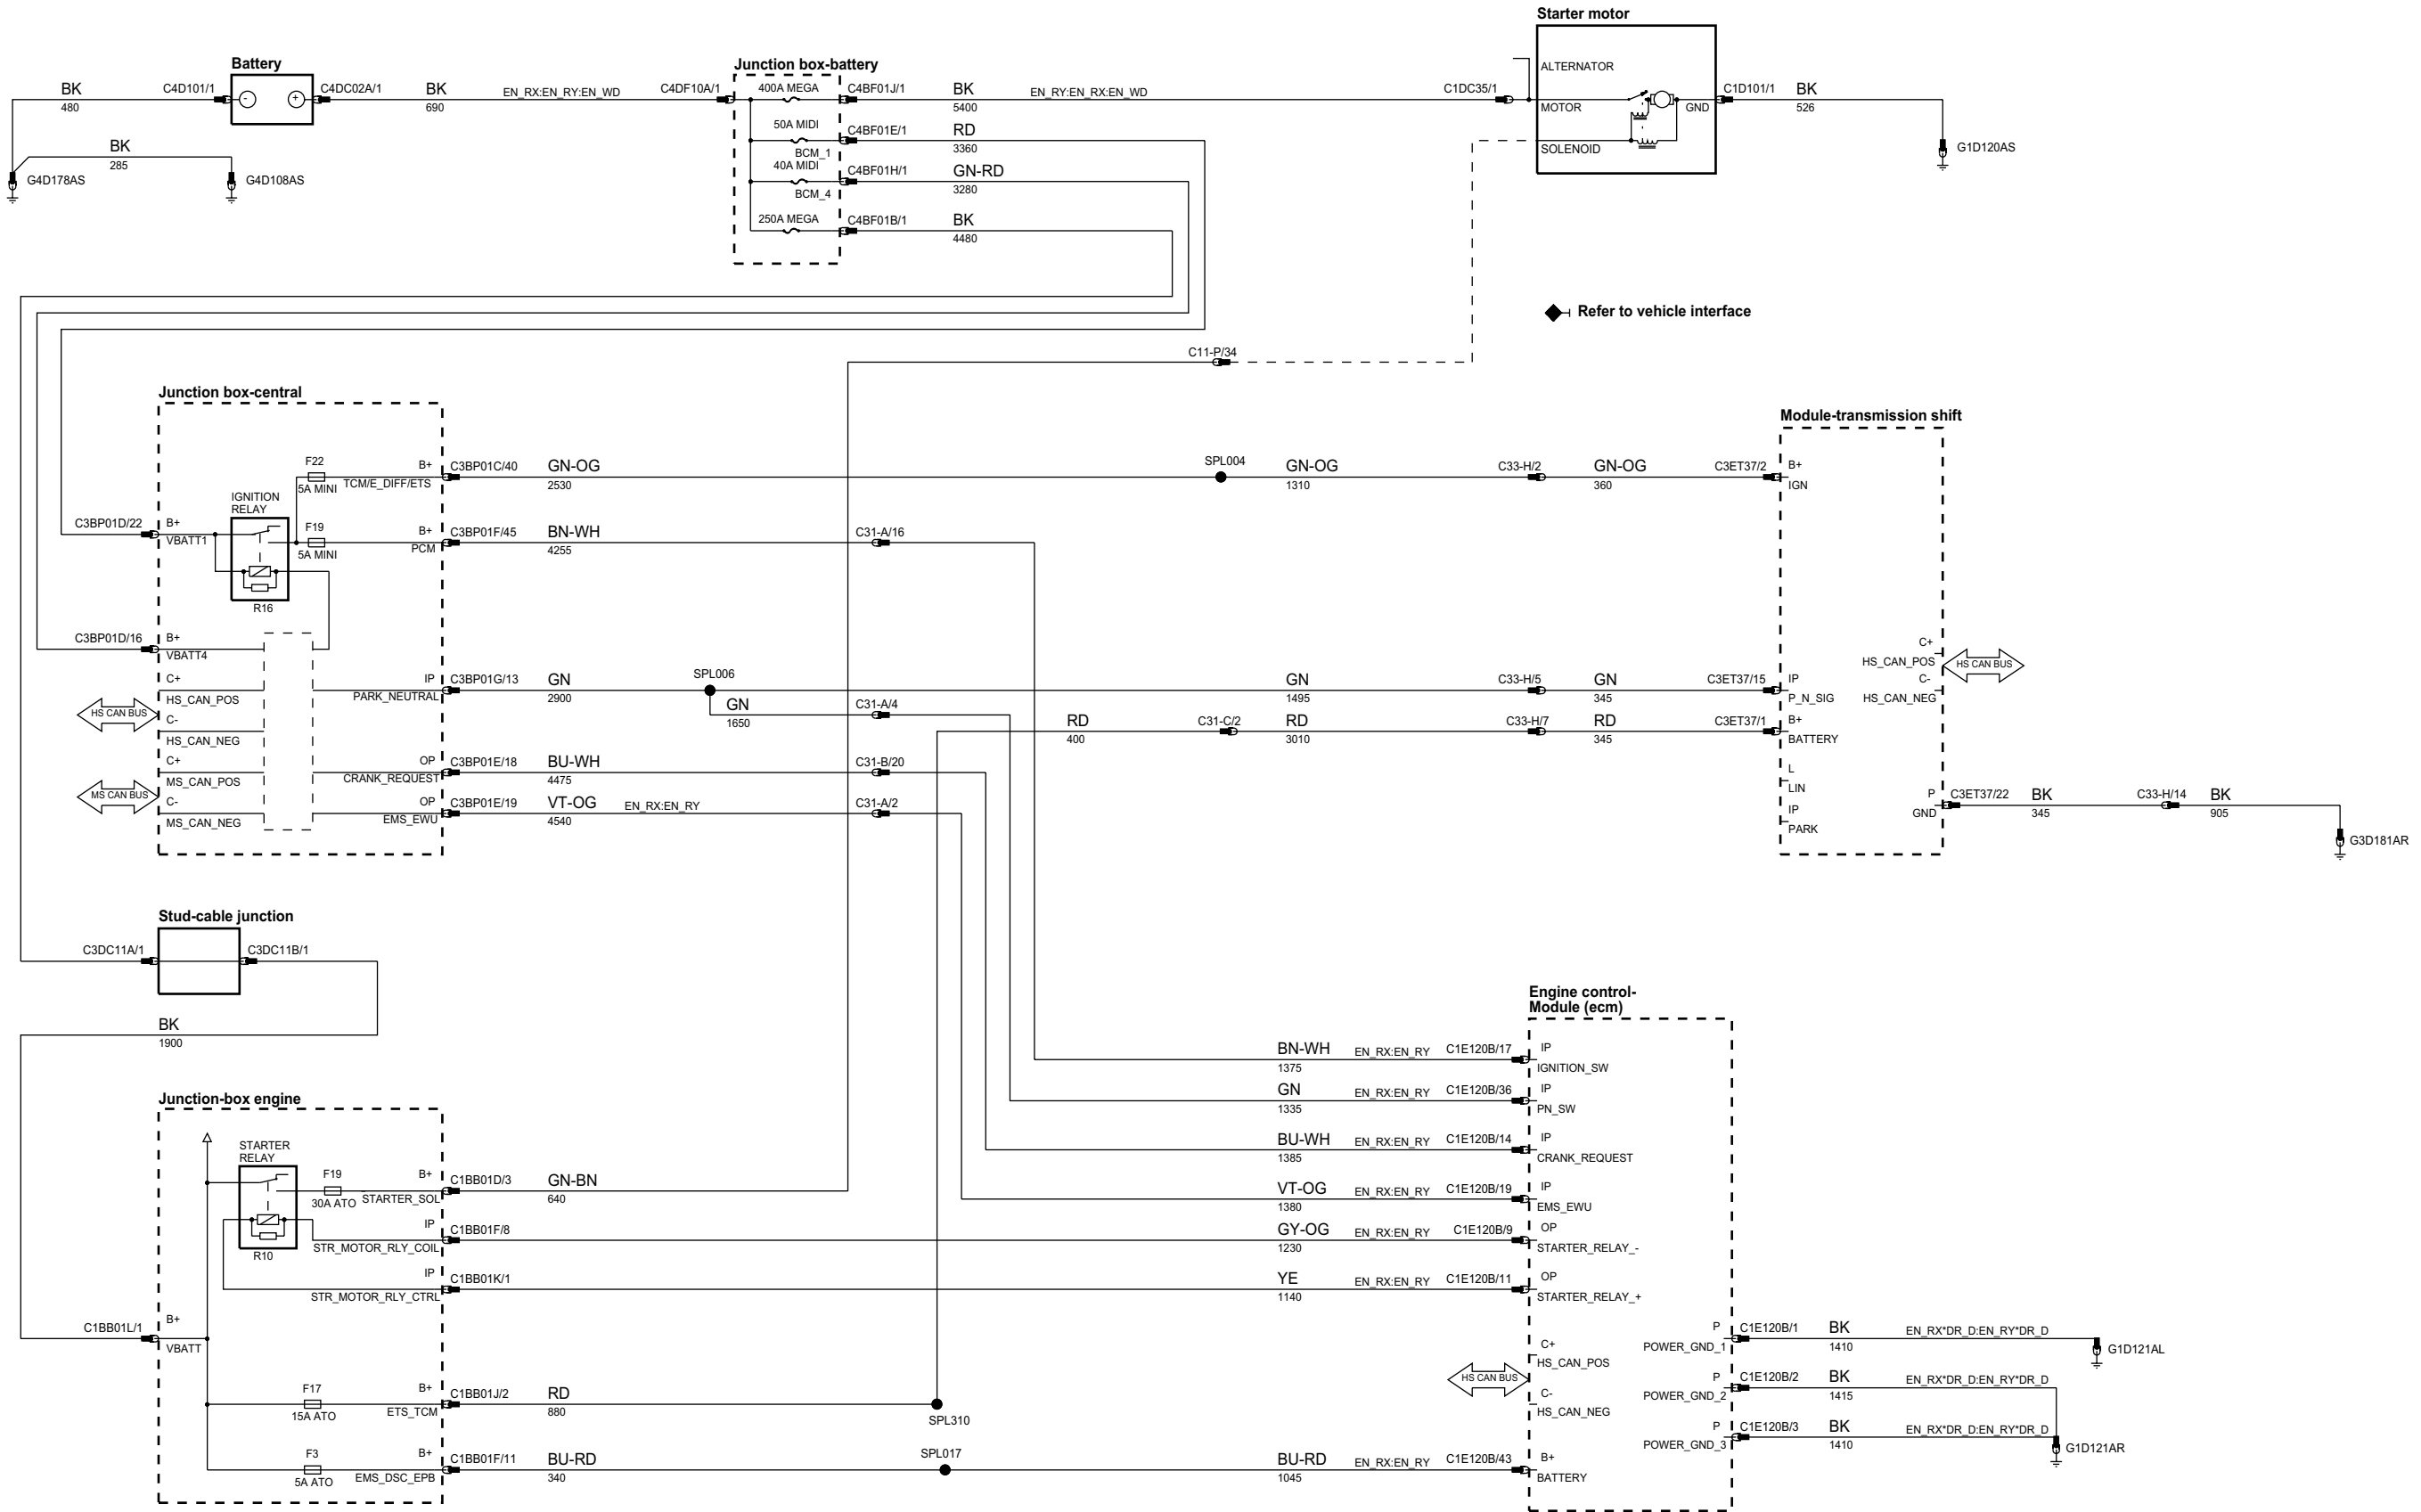 Starter motor
Battery
Junction box-battery
BK
480
C4D101/1
-
+
C4DC02A/1
BK
690
EN_RX:EN_RY:EN_WD
C4DF10A/1
400A MEGA
C4BF01J/1
BK
5400
EN_RY:EN_RX:EN_WD
C1DC35/1
ALTERNATOR
MOTOR
GND
SOLENOID
C1D101/1
BK
526
G1D120AS
50A MIDI
BCM_1
C4BF01E/1
RD
3360
40A MIDI
BCM_4
C4BF01H/1
GN-RD
3280
250A MEGA
C4BF01B/1
BK
4480
BK
285
G4D178AS
G4D108AS
Refer to vehicle interface
C11-P/34
Junction box-central
Module-transmission shift
F22
5A MINI
B+
TCM/E_DIFF/ETS
C3BP01C/40
GN-OG
2530
SPL004
GN-OG
1310
C33-H/2
GN-OG
360
C3ET37/2
B+
IGN
IGNITION
RELAY
C3BP01D/22
B+
VBATT1
F19
5A MINI
B+
PCM
C3BP01F/45
BN-WH
4255
C31-A/16
R16
C3BP01D/16
B+
VBATT4
C+
HS_CAN_POS
HS CAN BUS
C-
HS_CAN_NEG
C+
MS_CAN_POS
MS CAN BUS
C-
MS_CAN_NEG
IP
PARK_NEUTRAL
C3BP01G/13
GN
2900
SPL006
GN
1650
C31-A/4
GN
1495
C33-H/5
GN
345
C3ET37/15
IP
P_N_SIG
RD
400
C31-C/2
RD
3010
C33-H/7
RD
345
C3ET37/1
B+
BATTERY
C+
HS_CAN_POS
HS CAN BUS
C-
HS_CAN_NEG
OP
CRANK_REQUEST
C3BP01E/18
BU-WH
4475
C31-B/20
OP
EMS_EWU
C3BP01E/19
VT-OG
4540
EN_RX:EN_RY
C31-A/2
L
LIN
IP
PARK
P
GND
C3ET37/22
BK
345
C33-H/14
BK
905
G3D181AR
Stud-cable junction
C3DC11A/1
C3DC11B/1
BK
1900
Engine control-
Module (ecm)
BN-WH
1375
EN_RX:EN_RY
C1E120B/17
IP
IGNITION_SW
GN
1335
EN_RX:EN_RY
C1E120B/36
IP
PN_SW
BU-WH
1385
EN_RX:EN_RY
C1E120B/14
IP
CRANK_REQUEST
VT-OG
1380
EN_RX:EN_RY
C1E120B/19
IP
EMS_EWU
Junction-box engine
STARTER
RELAY
F19
30A ATO
B+
STARTER_SOL
C1BB01D/3
GN-BN
640
R10
IP
STR_MOTOR_RLY_COIL
C1BB01F/8
GY-OG
1230
EN_RX:EN_RY
C1E120B/9
OP
STARTER_RELAY_-
IP
STR_MOTOR_RLY_CTRL
C1BB01K/1
YE
1140
EN_RX:EN_RY
C1E120B/11
OP
STARTER_RELAY_+
C1BB01L/1
B+
VBATT
C+
HS_CAN_POS
HS CAN BUS
C-
HS_CAN_NEG
P
POWER_GND_1
C1E120B/1
BK
1410
EN_RX*DR_D:EN_RY*DR_D
G1D121AL
P
POWER_GND_2
C1E120B/2
BK
1415
EN_RX*DR_D:EN_RY*DR_D
P
POWER_GND_3
C1E120B/3
BK
1410
EN_RX*DR_D:EN_RY*DR_D
G1D121AR
F17
15A ATO
B+
ETS_TCM
C1BB01J/2
RD
880
SPL310
F3
5A ATO
B+
EMS_DSC_EPB
C1BB01F/11
BU-RD
340
SPL017
BU-RD
1045
EN_RX:EN_RY
C1E120B/43
B+
BATTERY